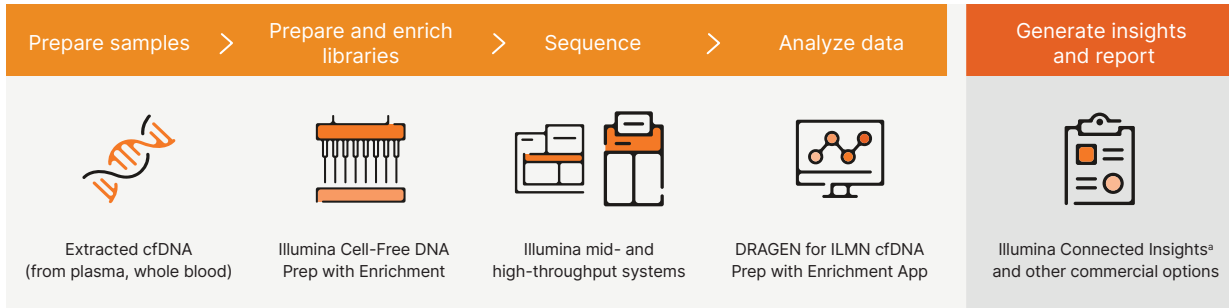 Prepare samples
Prepare and enrich
libraries
Sequence
Analyze data
Generate insights
and report
Extracted cfDNA
(from plasma, whole blood)
Illumina Cell-Free DNA
Prep with Enrichment
Illumina mid- and
high-throughput systems
DRAGEN for ILMN cfDNA
Prep with Enrichment App
Illumina Connected Insightsᵃ
and other commercial options